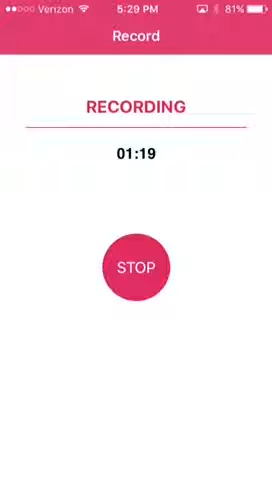 Verizon 5:29 PM 81%
Record
RECORDING
01:19
STOP